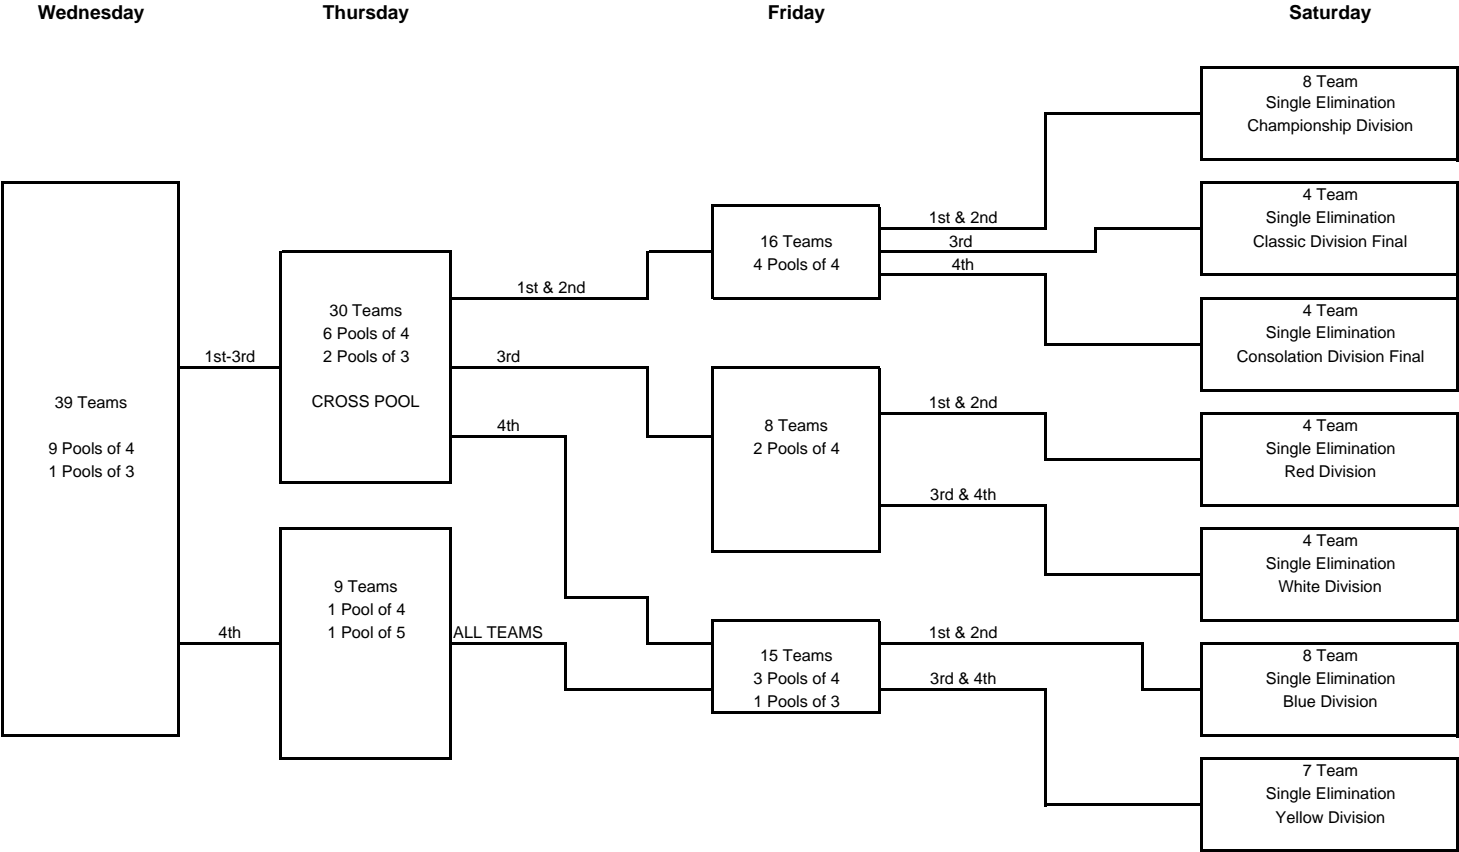 Wednesday
Thursday
Friday
Saturday
39 Teams
9 Pools of 4
1 Pools of 3
1st-3rd
4th
30 Teams
6 Pools of 4
2 Pools of 3
CROSS POOL
9 Teams
1 Pool of 4
1 Pool of 5
1st & 2nd
3rd
4th
ALL TEAMS
16 Teams
4 Pools of 4
8 Teams
2 Pools of 4
15 Teams
3 Pools of 4
1 Pools of 3
1st & 2nd
3rd
4th
1st & 2nd
3rd & 4th
1st & 2nd
3rd & 4th
8 Team
Single Elimination
Championship Division
4 Team
Single Elimination
Classic Division Final
4 Team
Single Elimination
Consolation Division Final
4 Team
Single Elimination
Red Division
4 Team
Single Elimination
White Division
8 Team
Single Elimination
Blue Division
7 Team
Single Elimination
Yellow Division